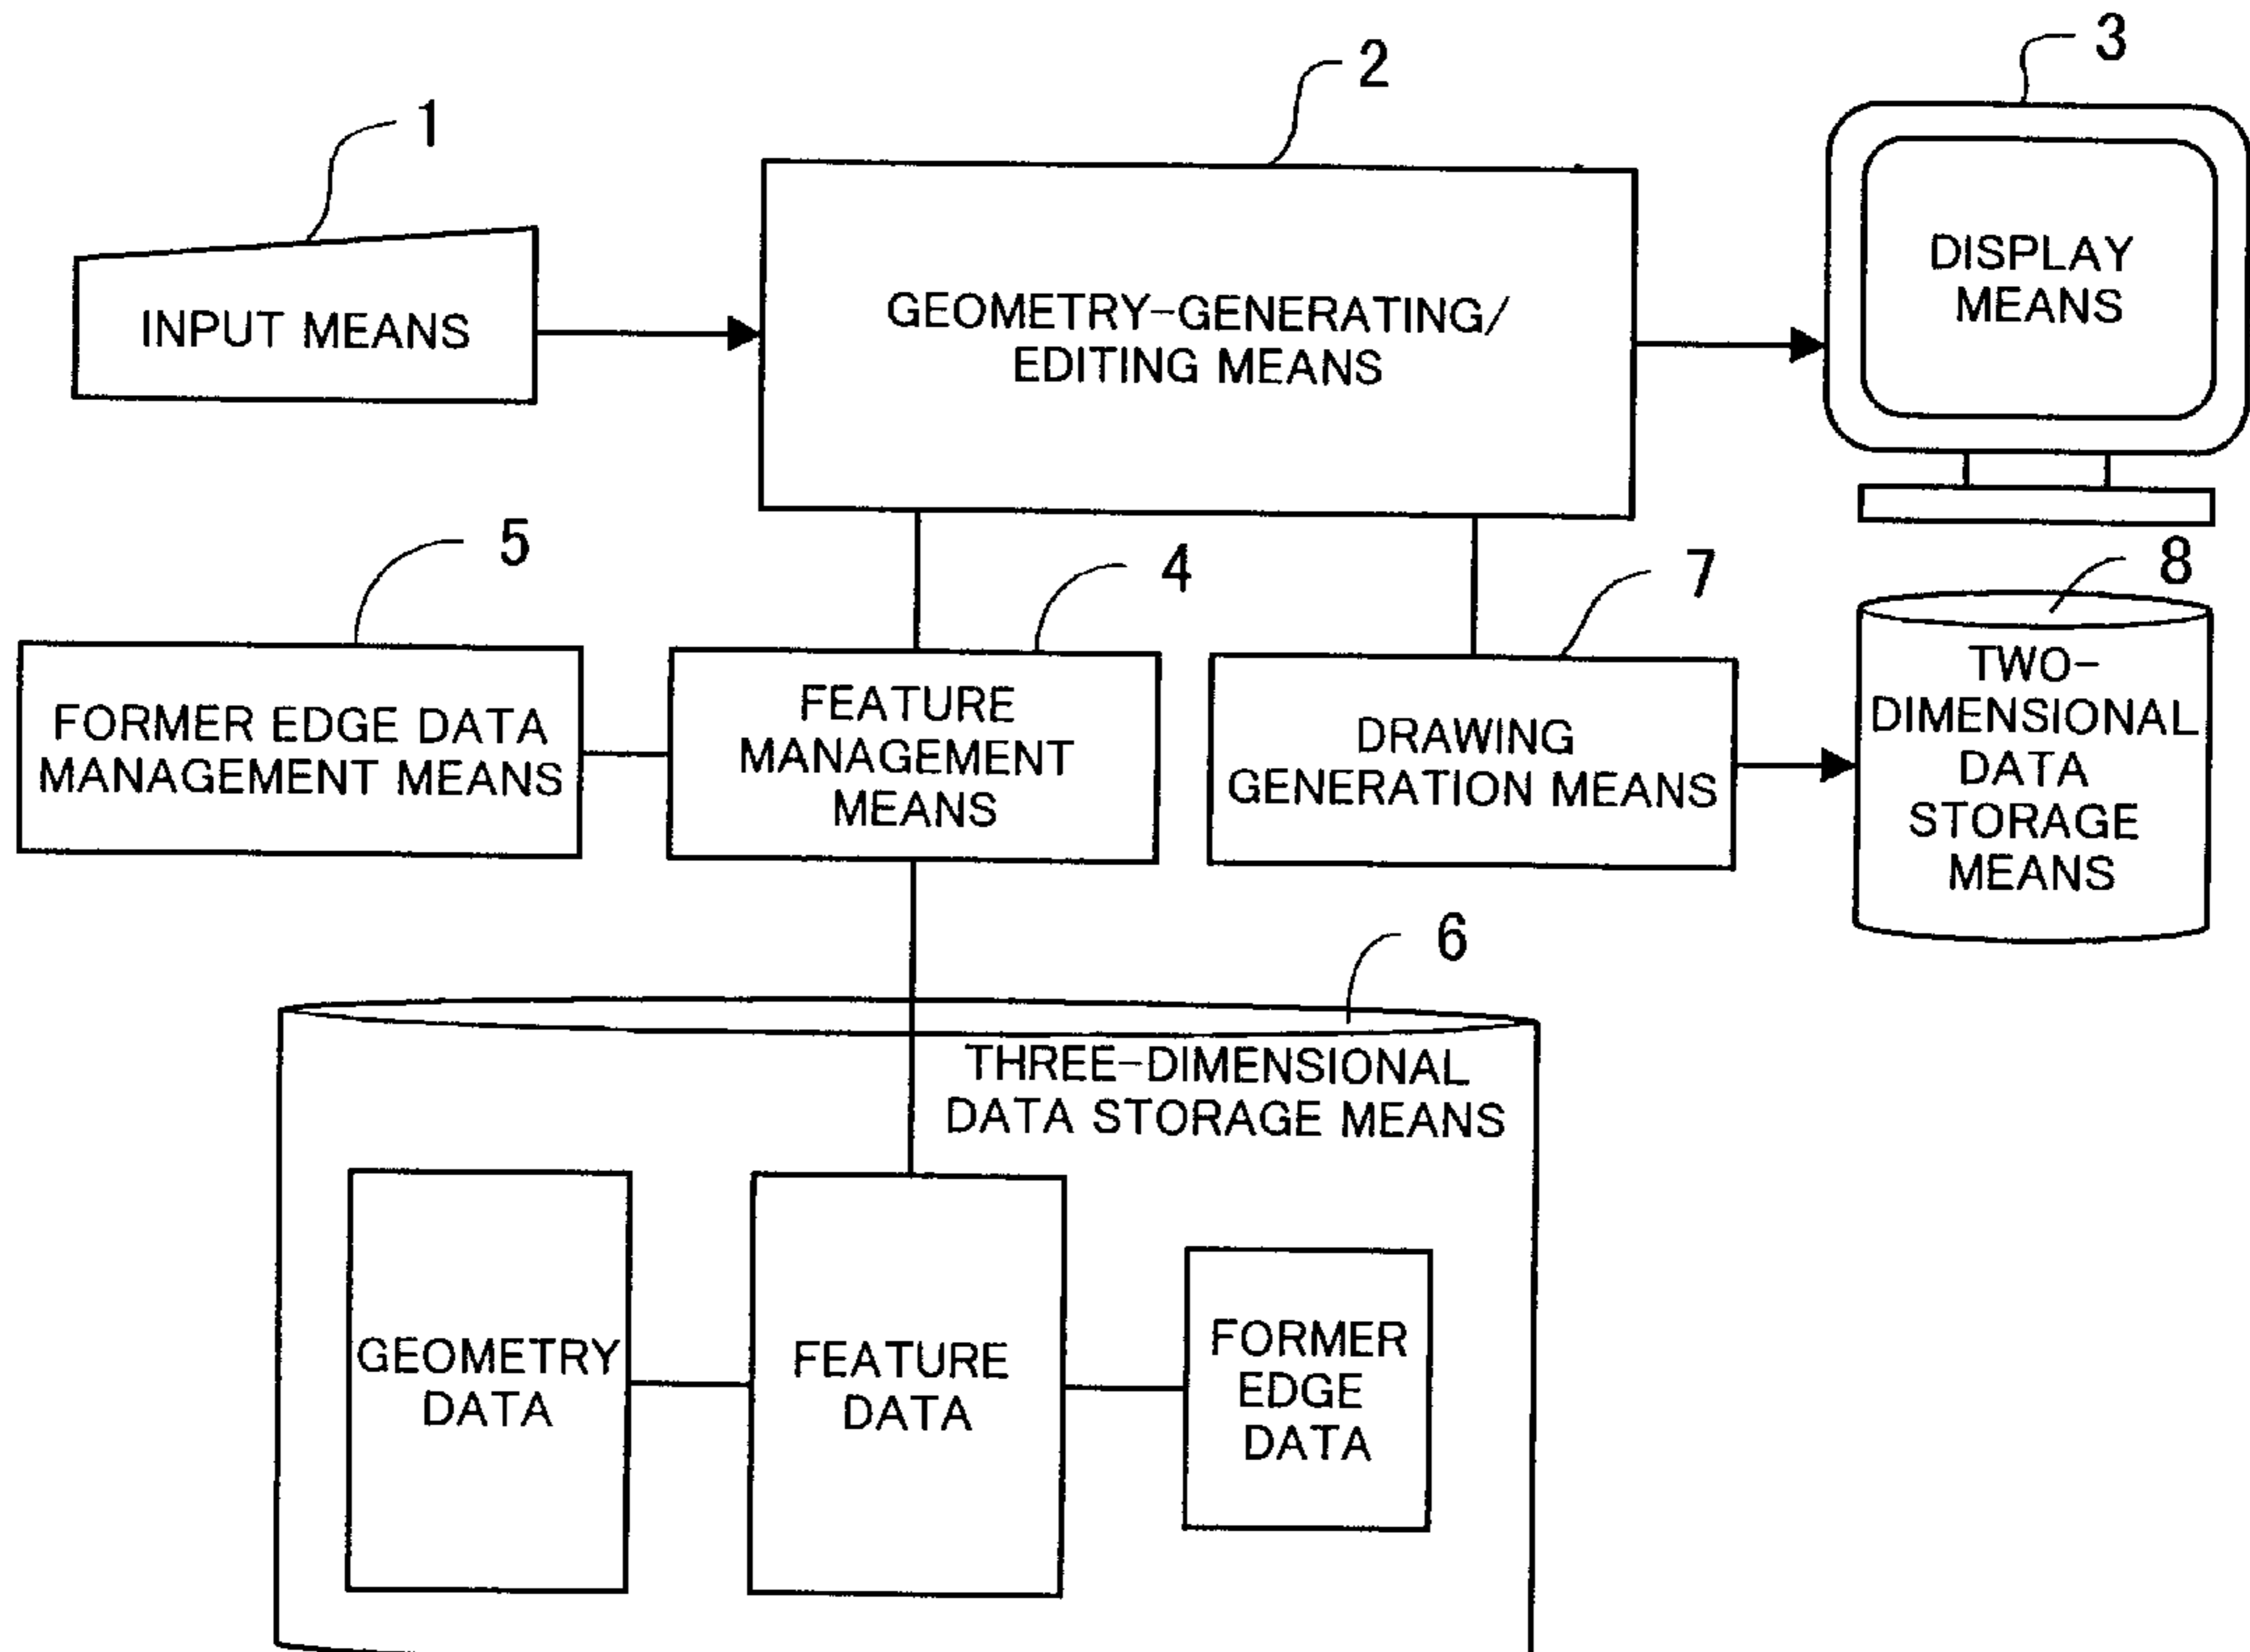 1
2
3
INPUT MEANS
GEOMETRY-GENERATING/
EDITING MEANS
DISPLAY
MEANS
5
4
7
8
FORMER EDGE DATA
MANAGEMENT MEANS
FEATURE
MANAGEMENT
MEANS
DRAWING
GENERATION MEANS
TWO-
DIMENSIONAL
DATA
STORAGE
MEANS
6
THREE-DIMENSIONAL
DATA STORAGE MEANS
GEOMETRY
DATA
FEATURE
DATA
FORMER
EDGE
DATA